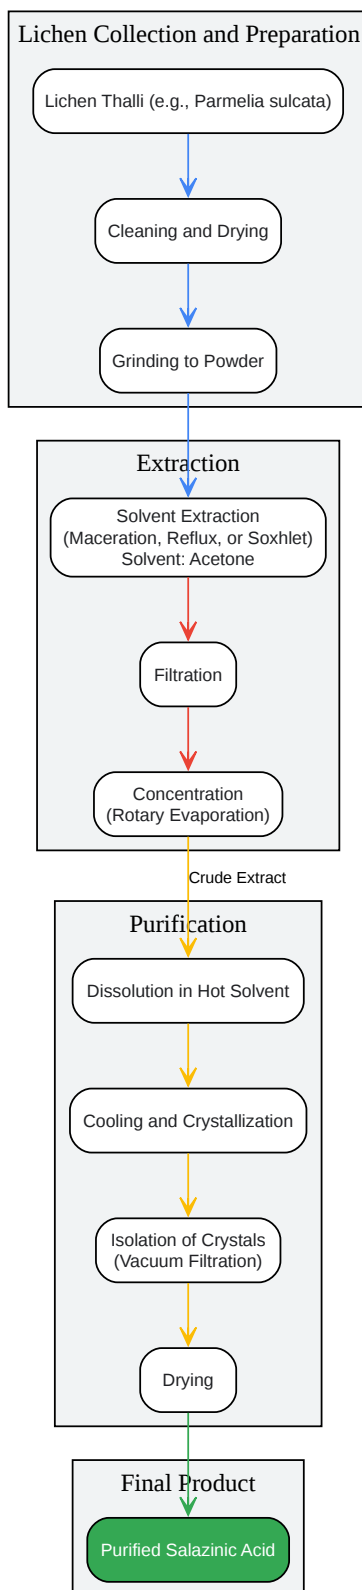 Lichen Collection and Preparation
Lichen Thalli (e.g., Parmelia sulcata)
Cleaning and Drying
Grinding to Powder
Extraction
Solvent Extraction
(Maceration, Reflux, or Soxhlet)
Solvent: Acetone
Filtration
Concentration
(Rotary Evaporation)
Crude Extract
Purification
Dissolution in Hot Solvent
Cooling and Crystallization
Isolation of Crystals
(Vacuum Filtration)
Drying
Final Product
Purified Salazinic Acid